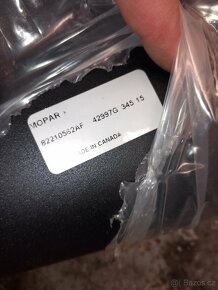 MOPAR
82210562AF 42997G 345 15
MADE IN CANADA
Bazos.cz